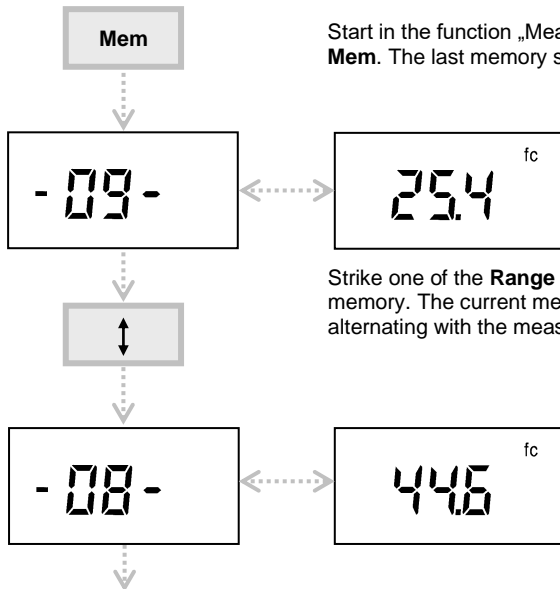 Mem
Start in the function „Mea
Mem. The last memory s
- 09 -
fc
25.4
Strike one of the Range
memory. The current me
alternating with the meas
- 08 -
fc
44.6